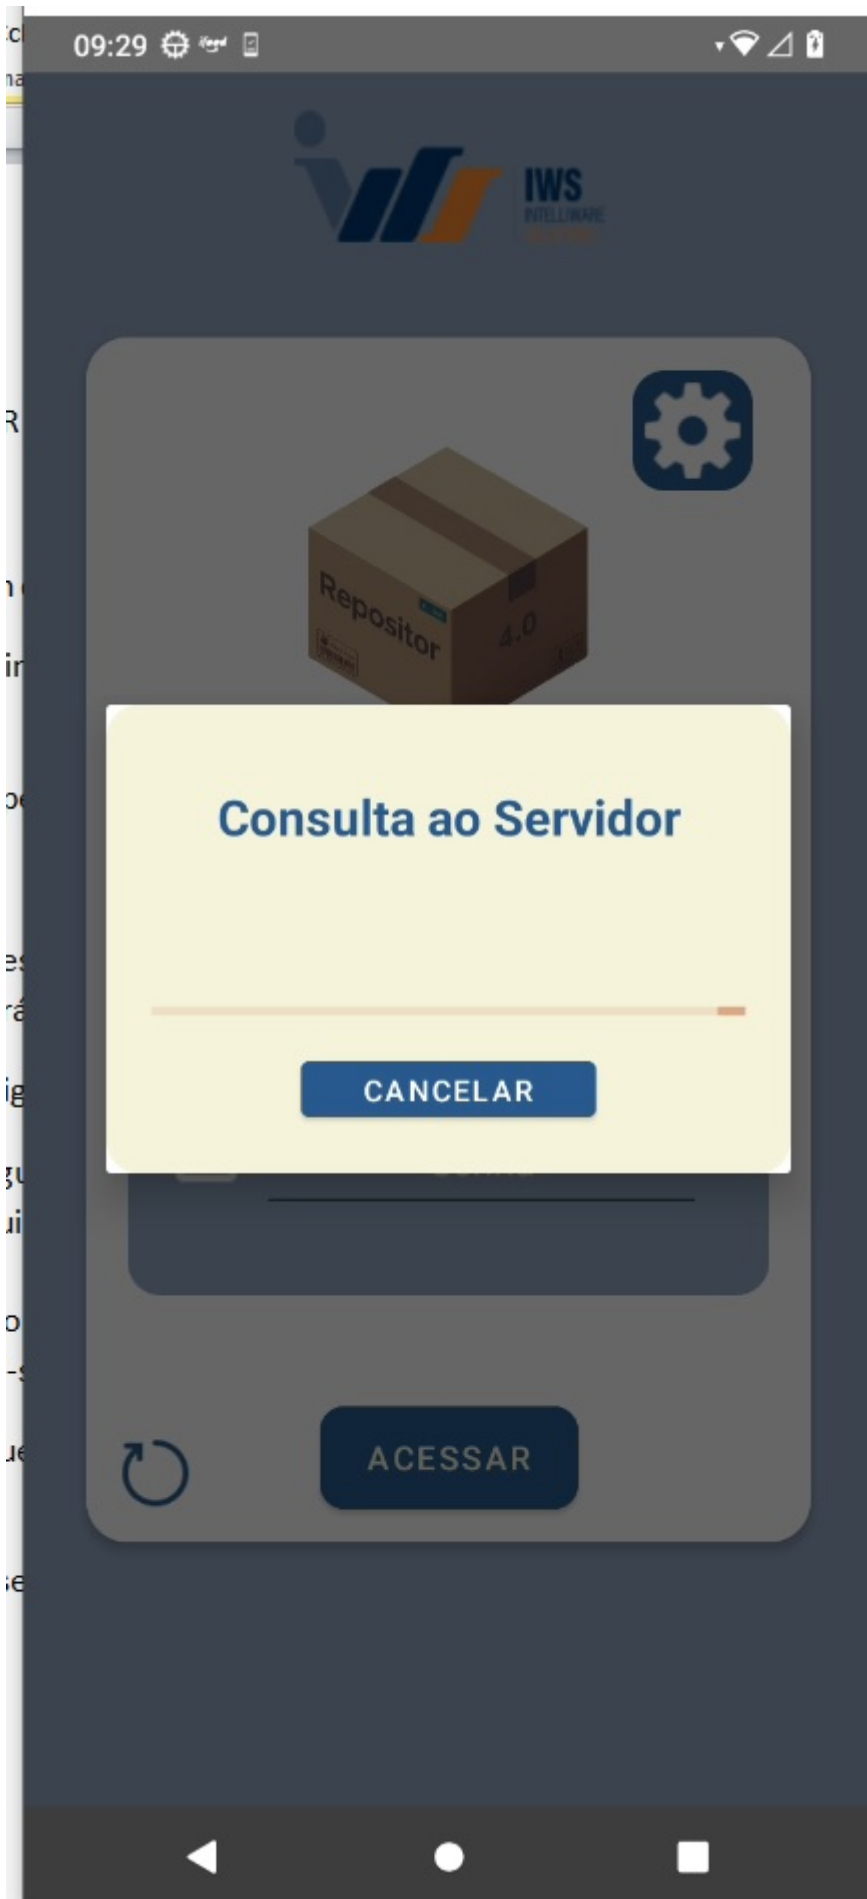 09:29
IWS
INTELLIWARE
Repositor
4.0
Consulta ao Servidor
CANCELAR
ACESSAR